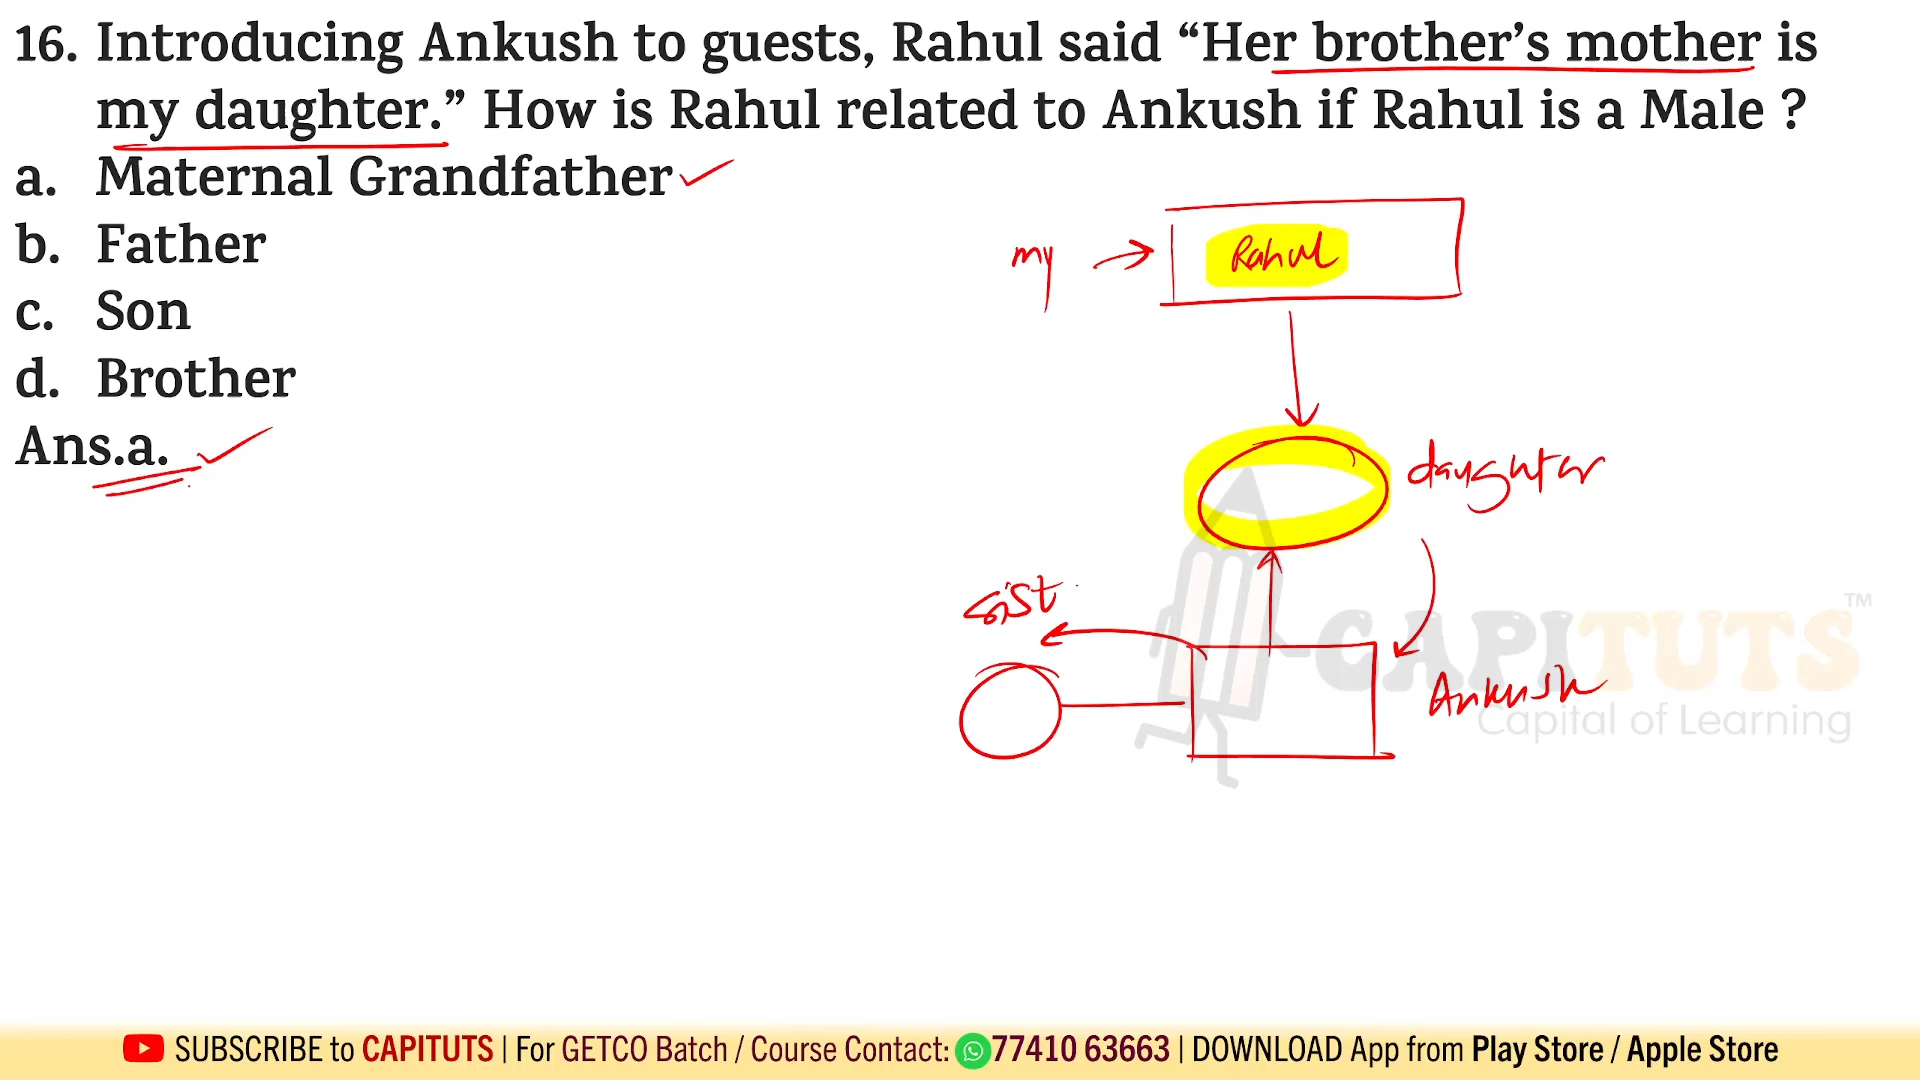 16. Introducing Ankush to guests, Rahul said “Her brother’s mother is
my daughter.” How is Rahul related to Ankush if Rahul is a Male ?
a. Maternal Grandfather
b. Father
c. Son
d. Brother
Ans.a.
my
Rahul
daughter
sist
Ankush
CAPITUTS TM
Capital of Learning
SUBSCRIBE to CAPITUTS | For GETCO Batch / Course Contact: 77410 63663 | DOWNLOAD App from Play Store / Apple Store